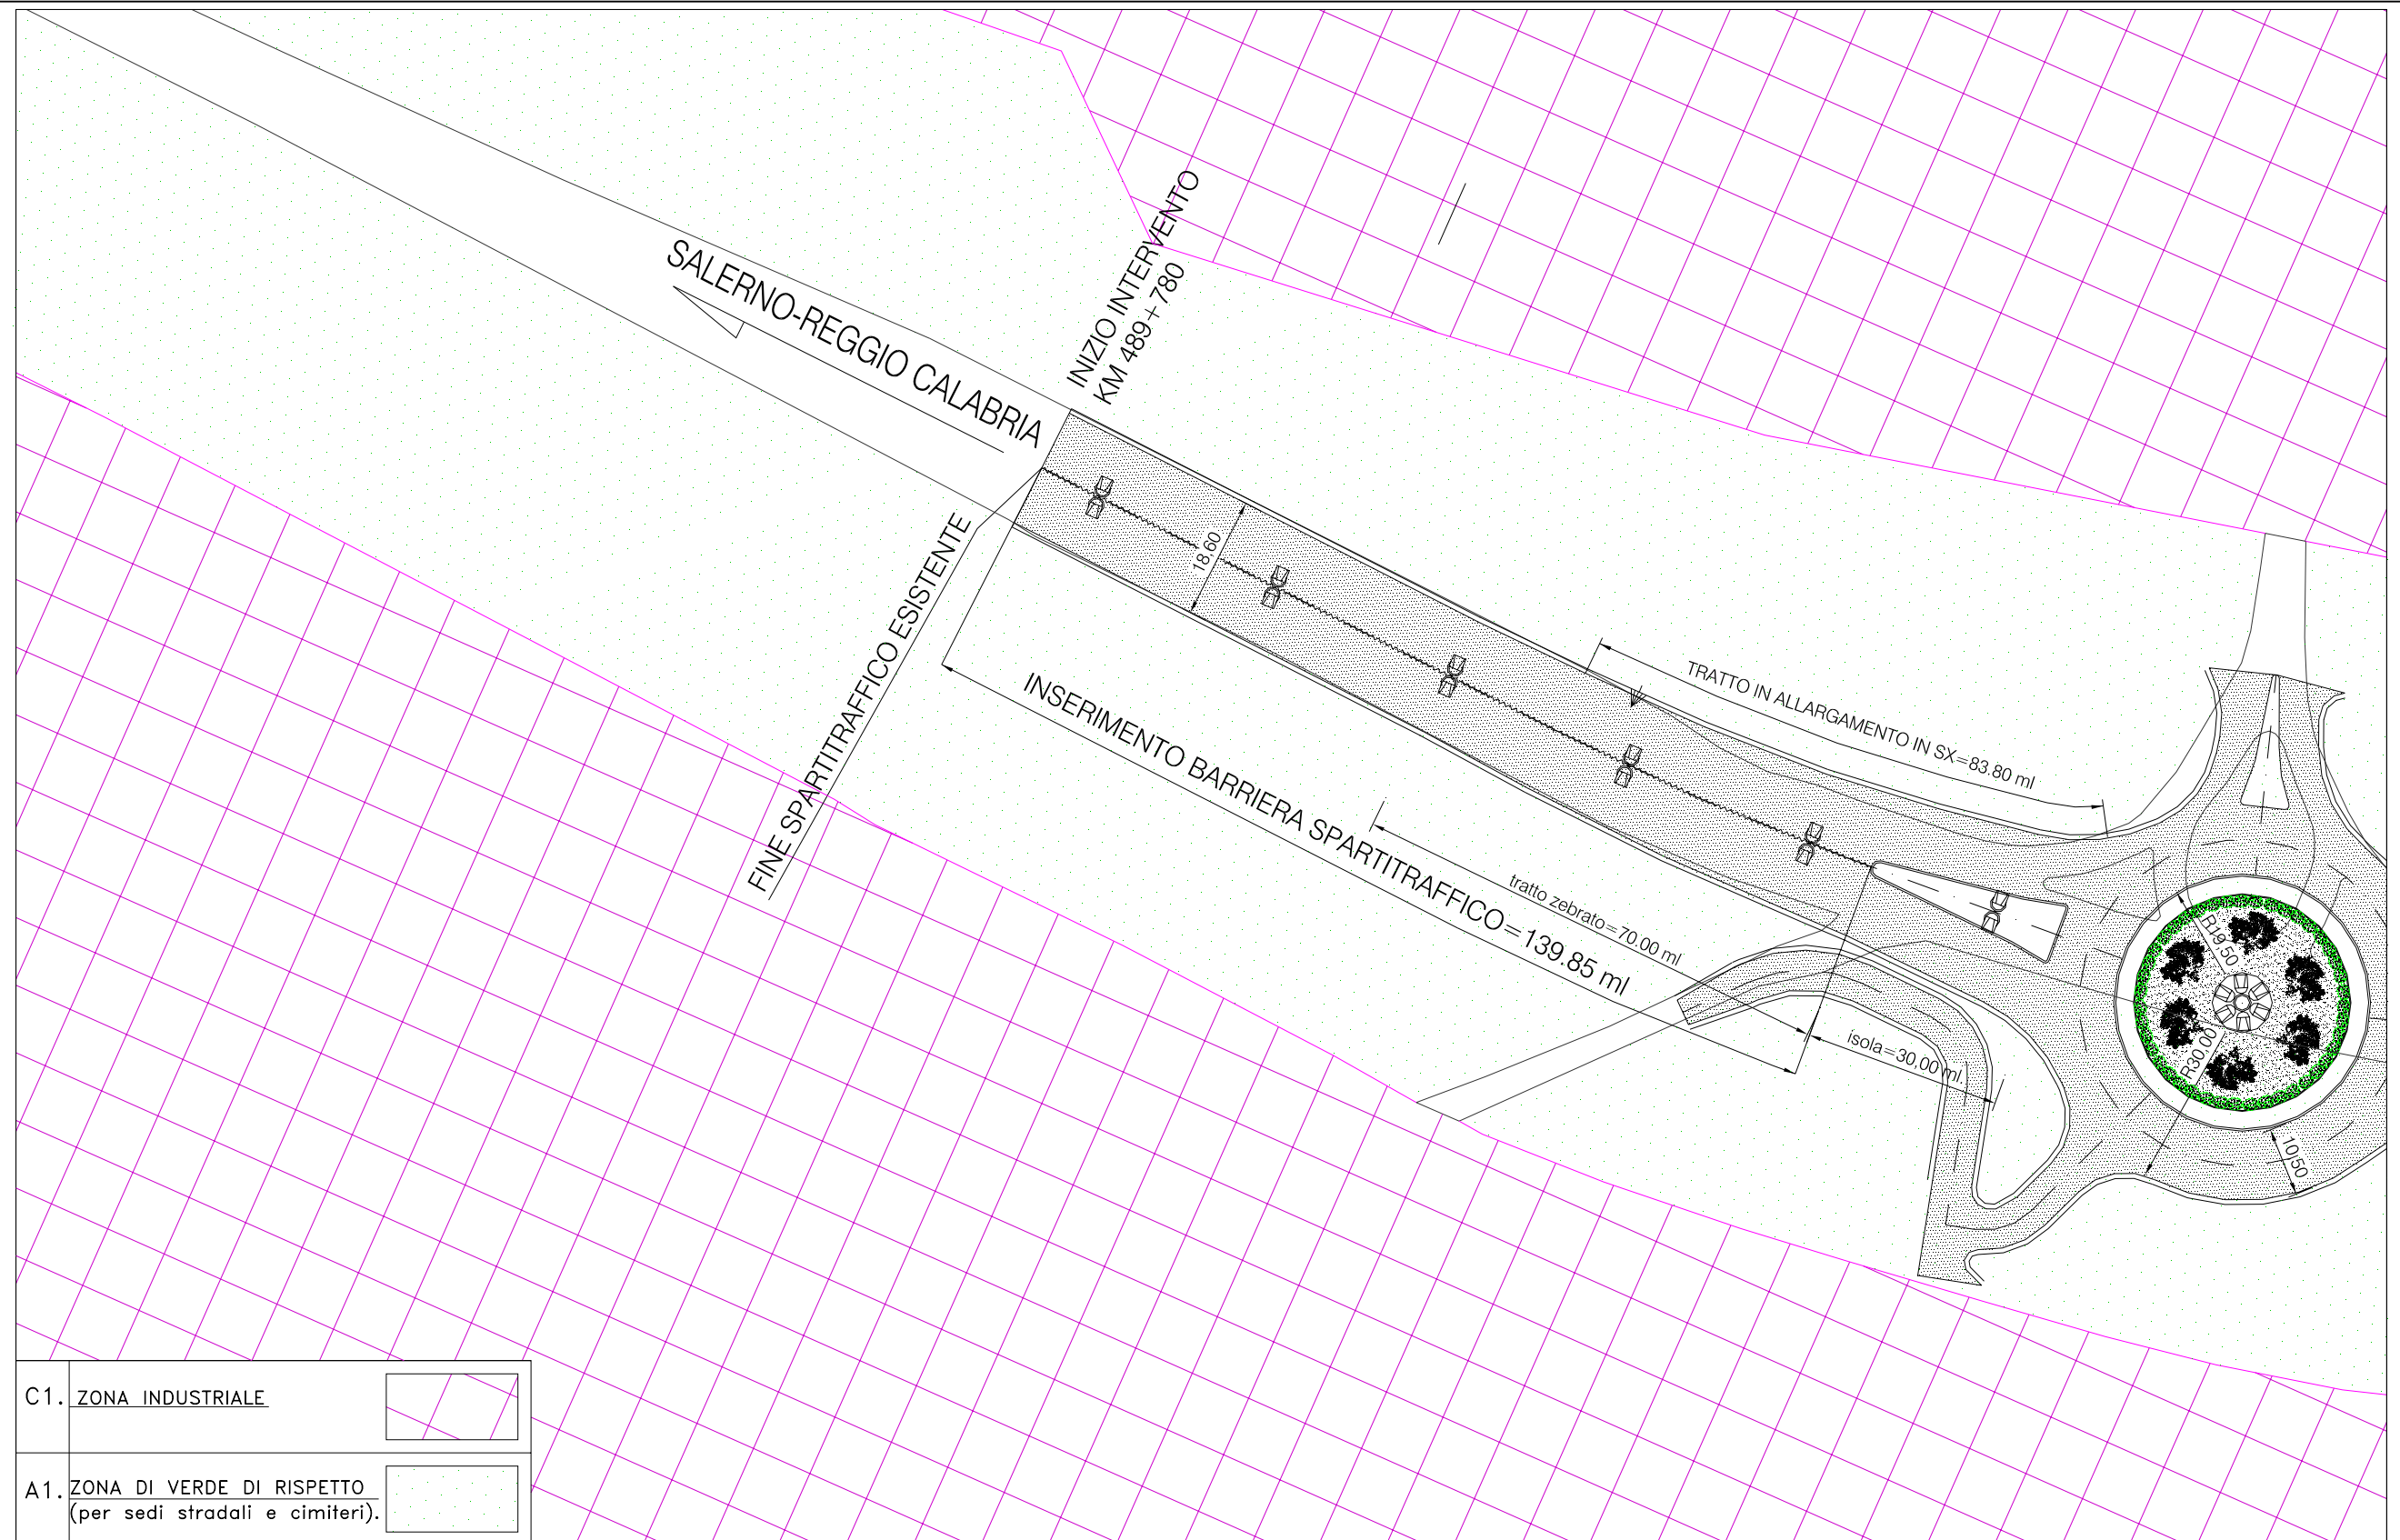 SALERNO-REGGIO CALABRIA
INIZIO INTERVENTO
KM 489+780
FINE SPARTITRAFFICO ESISTENTE
18,60
INSERIMENTO BARRIERA SPARTITRAFFICO=139.85 ml
TRATTO IN ALLARGAMENTO IN SX=83.80 ml
tratto zebrato=70.00 ml
isola=30,00 ml.
R19,50
R30,00
10,50
C1. ZONA INDUSTRIALE
A1. ZONA DI VERDE DI RISPETTO
(per sedi stradali e cimiteri).